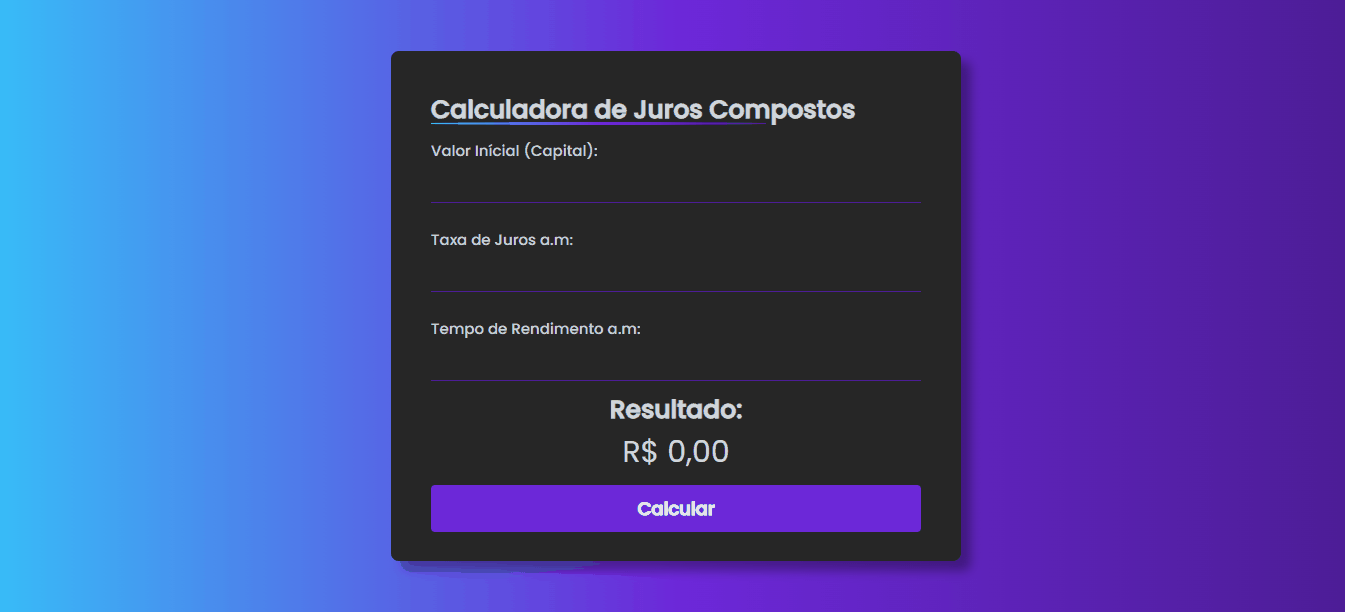 Calculadora de Juros Compostos
Valor Inícial (Capital):
Taxa de Juros a.m:
Tempo de Rendimento a.m:
Resultado:
R$ 0,00
Calcular